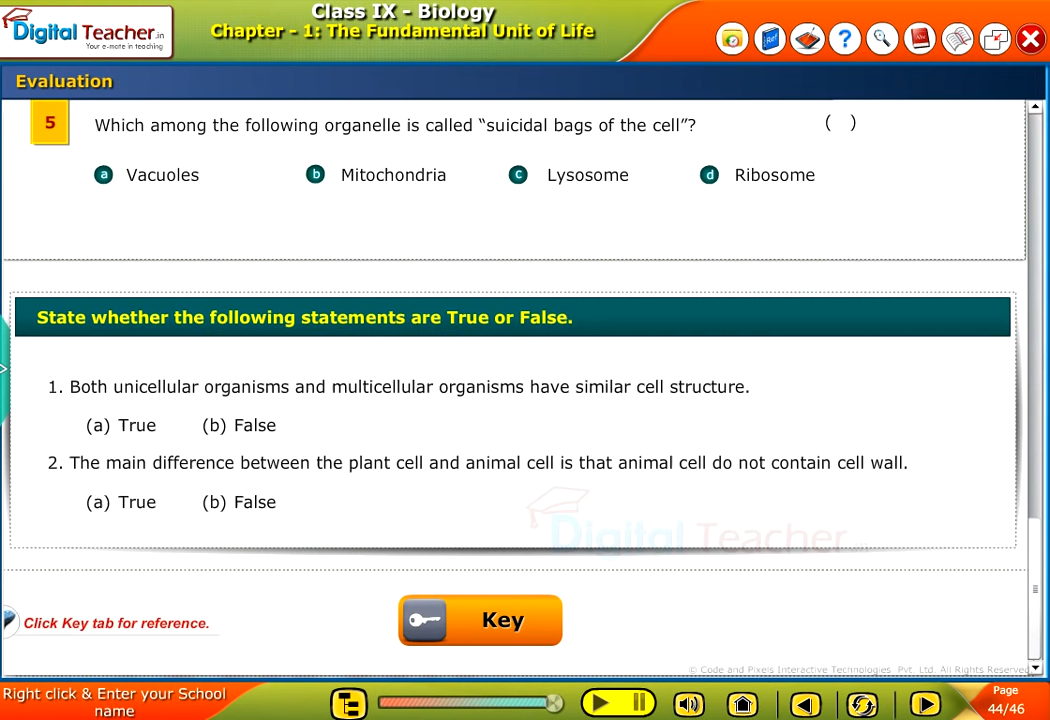 Class IX - Biology
Chapter - 1: The Fundamental Unit of Life
Digital Teacher.in
Your e-mate in teaching
Evaluation
5 Which among the following organelle is called “suicidal bags of the cell”? ( )
a Vacuoles b Mitochondria c Lysosome d Ribosome
State whether the following statements are True or False.
1. Both unicellular organisms and multicellular organisms have similar cell structure.
(a) True (b) False
2. The main difference between the plant cell and animal cell is that animal cell do not contain cell wall.
(a) True (b) False
Digital Teacher
Click Key tab for reference.
Key
© Code and Pixels Interactive Technologies Pvt. Ltd. All Rights Reserved
Right click & Enter your School
name
Page
44/46